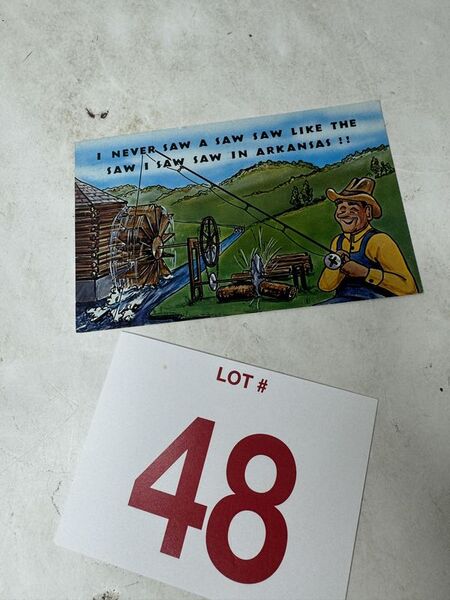 I NEVER SAW A SAW SAW LIKE THE
SAW I SAW SAW IN ARKANSAS !!
LOT #
48